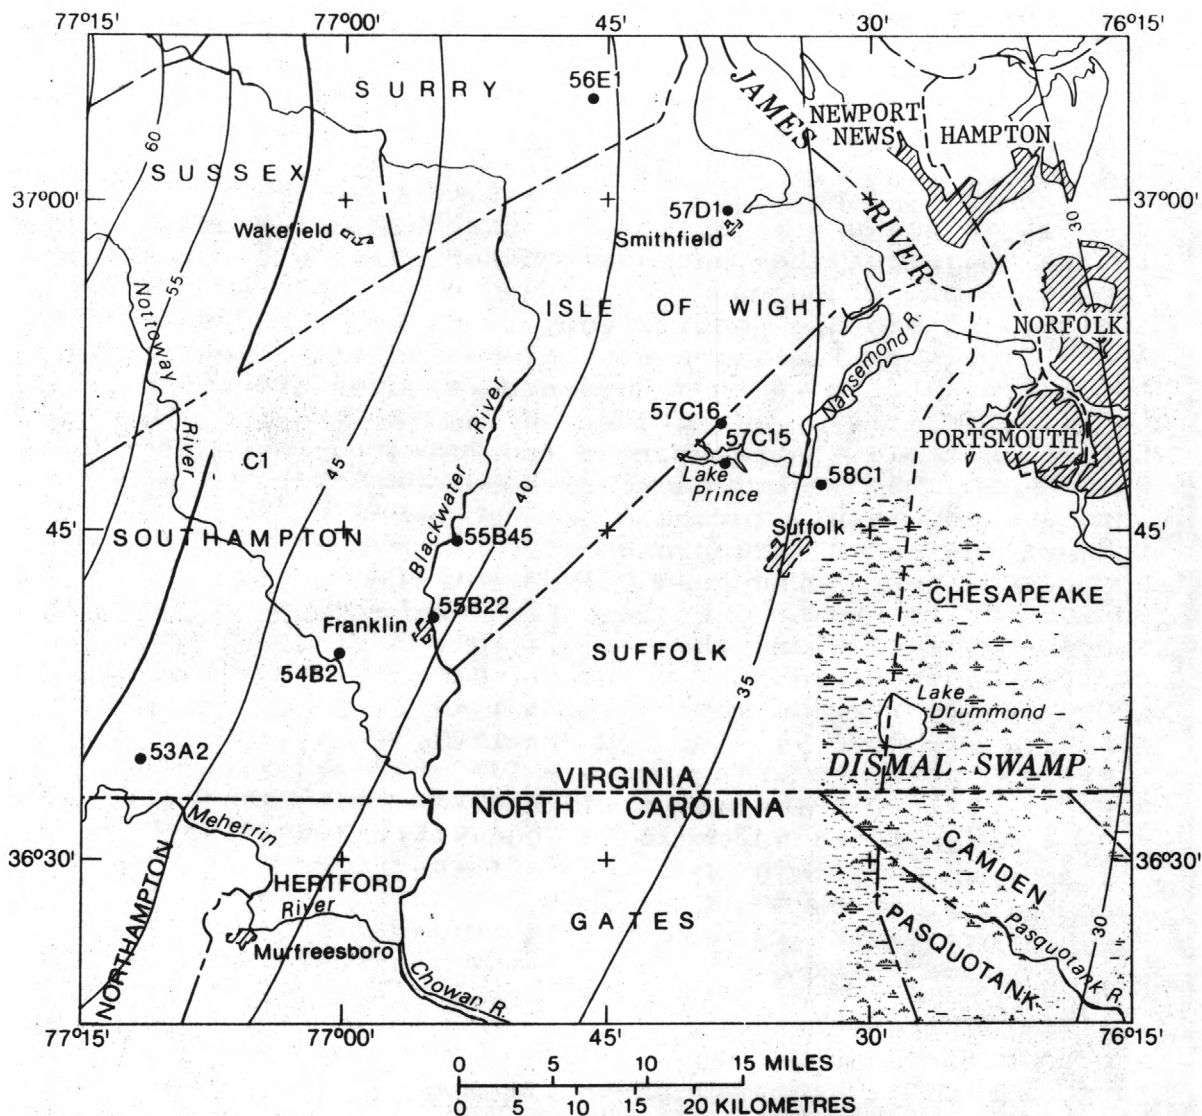 77°15' 77°00' 45' 30' 76°15'
SURRY
56E1
JAMES
NEWPORT
NEWS
HAMPTON
60
SUSSEX
37°00' 37°00'
57D1
30
Wakefield
Smithfield
RIVER
55
Nottoway
ISLE OF WIGHT
NORFOLK
Nansemond R.
River
River
57C16
57C15
PORTSMOUTH
C1
45
Lake
Prince
58C1
40
Blackwater
45' 45'
SOUTHAMPTON
Suffolk
55B45
CHESAPEAKE
55B22
Franklin
SUFFOLK
54B2
35
Lake
Drummond
53A2
VIRGINIA
DISMAL SWAMP
NORTH CAROLINA
Meherrin
36°30' 36°30'
CAMDEN
NORTHAMPTON
HERTFORD
River
GATES
PASQUOTANK
Pasquotank R.
30
Murfreesboro
Chowan R.
77°15' 77°00' 45' 30' 76°15'
0 5 10 15 MILES
0 5 10 15 20 KILOMETRES